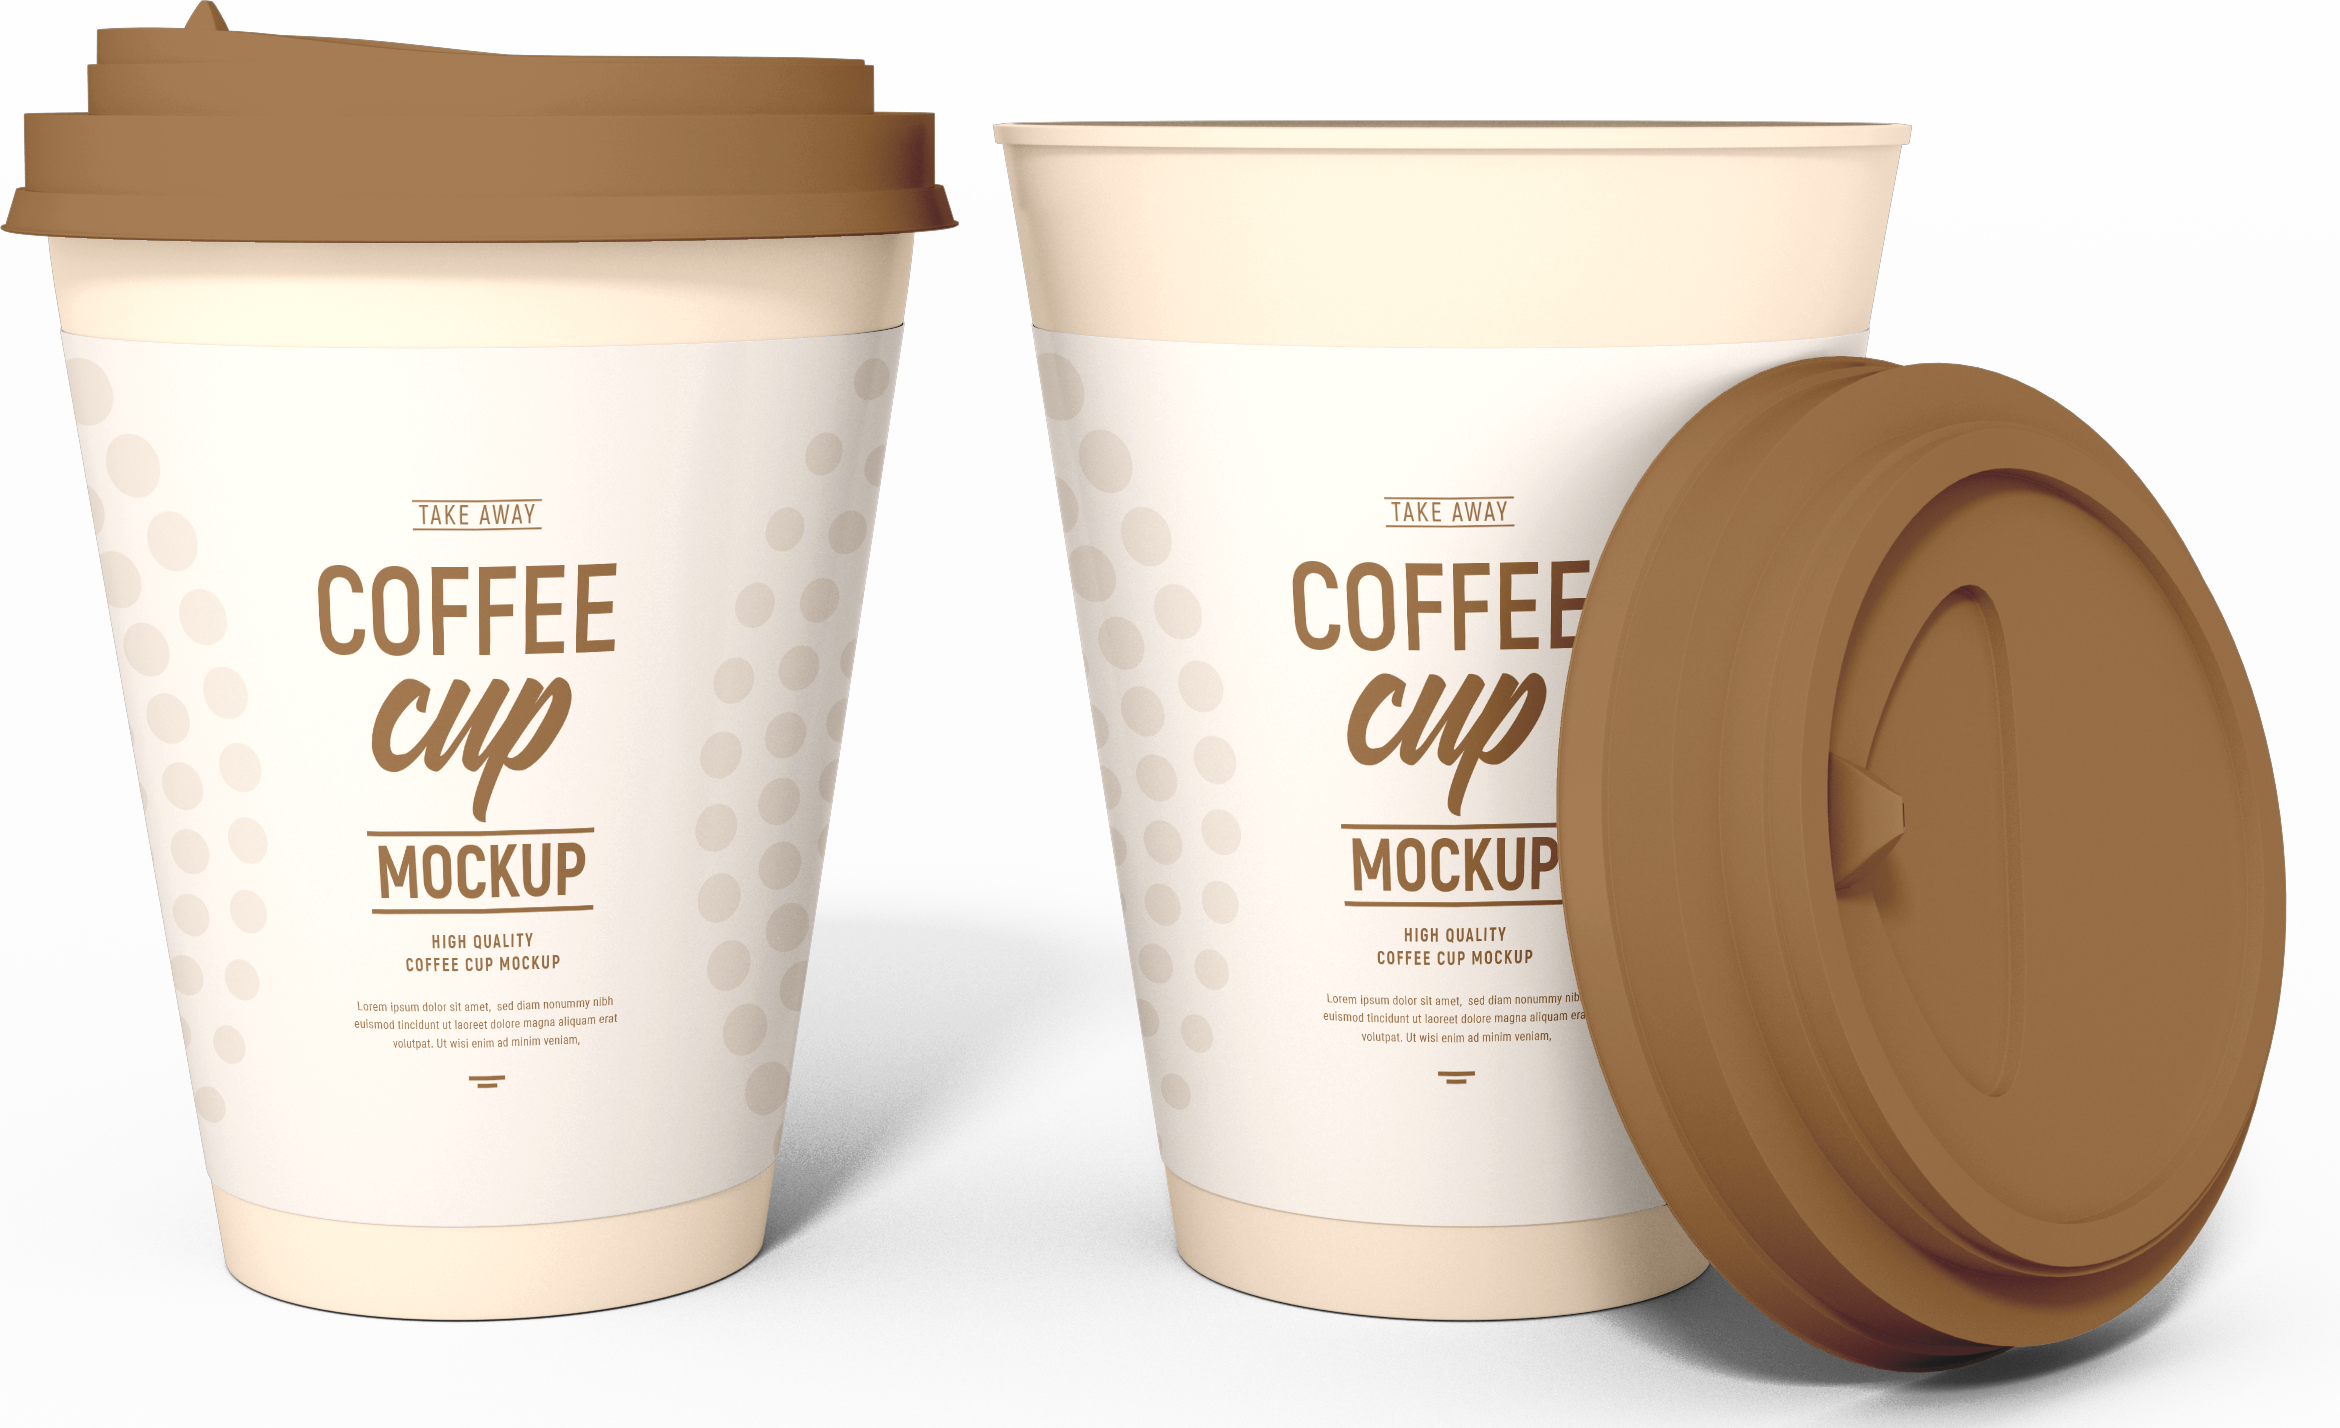 TAKE AWAY
COFFEE
cup
MOCKUP
HIGH QUALITY
COFFEE CUP MOCKUP
Lorem ipsum dolor sit amet, sed diam nonummy nibh
euismod tincidunt ut laoreet dolore magna aliquam erat
volutpat. Ut wisi enim ad minim veniam,
TAKE AWAY
COFFEE
cup
MOCKUP
HIGH QUALITY
COFFEE CUP MOCKUP
Lorem ipsum dolor sit amet, sed diam nonummy nib
euismod tincidunt ut laoreet dolore magna aliquam era
volutpat. Ut wisi enim ad minim veniam,